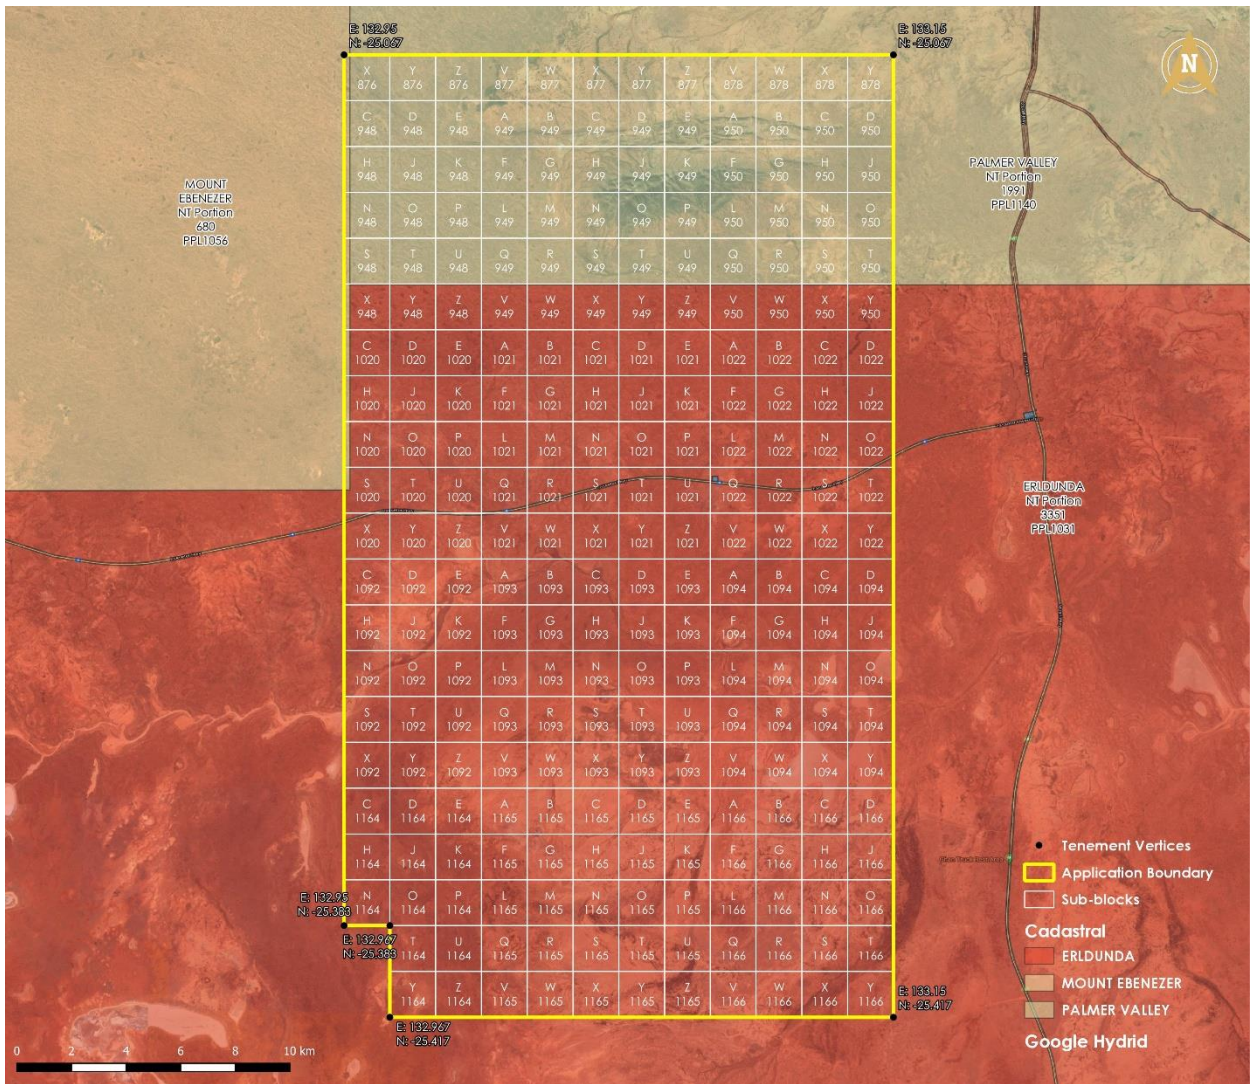 E: 132.95
N: -25.067
E: 133.15
N: -25.067
N
X Y Z V W X Y Z V W X Y
876 876 876 877 877 877 877 877 878 878 878 878
C D E A B C D E A B C D
948 948 948 949 949 949 949 949 950 950 950 950
H J K F G H J K F G H J
948 948 948 949 949 949 949 949 950 950 950 950
N O P L M N O P L M N O
948 948 948 949 949 949 949 949 950 950 950 950
S T U Q R S T U Q R S T
948 948 948 949 949 949 949 949 950 950 950 950
X Y Z V W X Y Z V W X Y
948 948 948 949 949 949 949 949 950 950 950 950
C D E A B C D E A B C D
1020 1020 1020 1021 1021 1021 1021 1021 1022 1022 1022 1022
H J K F G H J K F G H J
1020 1020 1020 1021 1021 1021 1021 1021 1022 1022 1022 1022
N O P L M N O P L M N O
1020 1020 1020 1021 1021 1021 1021 1021 1022 1022 1022 1022
S T U Q R S T U Q R S T
1020 1020 1020 1021 1021 1021 1021 1021 1022 1022 1022 1022
X Y Z V W X Y Z V W X Y
1020 1020 1020 1021 1021 1021 1021 1021 1022 1022 1022 1022
C D E A B C D E A B C D
1092 1092 1092 1093 1093 1093 1093 1093 1094 1094 1094 1094
H J K F G H J K F G H J
1092 1092 1092 1093 1093 1093 1093 1093 1094 1094 1094 1094
N O P L M N O P L M N O
1092 1092 1092 1093 1093 1093 1093 1093 1094 1094 1094 1094
S T U Q R S T U Q R S T
1092 1092 1092 1093 1093 1093 1093 1093 1094 1094 1094 1094
X Y Z V W X Y Z V W X Y
1092 1092 1092 1093 1093 1093 1093 1093 1094 1094 1094 1094
C D E A B C D E A B C D
1164 1164 1164 1165 1165 1165 1165 1165 1166 1166 1166 1166
H J K F G H J K F G H J
1164 1164 1164 1165 1165 1165 1165 1165 1166 1166 1166 1166
N O P L M N O P L M N O
1164 1164 1164 1165 1165 1165 1165 1165 1166 1166 1166 1166
T U Q R S T U Q R S T
1164 1164 1165 1165 1165 1165 1165 1166 1166 1166 1166
Y Z V W X Y Z V W X Y
1164 1164 1165 1165 1165 1165 1165 1166 1166 1166 1166
MOUNT
EBENEZER
NT Portion
680
PPL1056
PALMER VALLEY
NT Portion
1991
PPL1140
ERLDUNDA
NT Portion
3351
PPL1031
E: 132.95
N: -25.383
E: 132.967
N: -25.383
E: 132.967
N: -25.417
E: 133.15
N: -25.417
Tenement Vertices
Application Boundary
Sub-blocks
Cadastral
ERLDUNDA
MOUNT EBENEZER
PALMER VALLEY
Google Hydrid
0 2 4 6 8 10 km